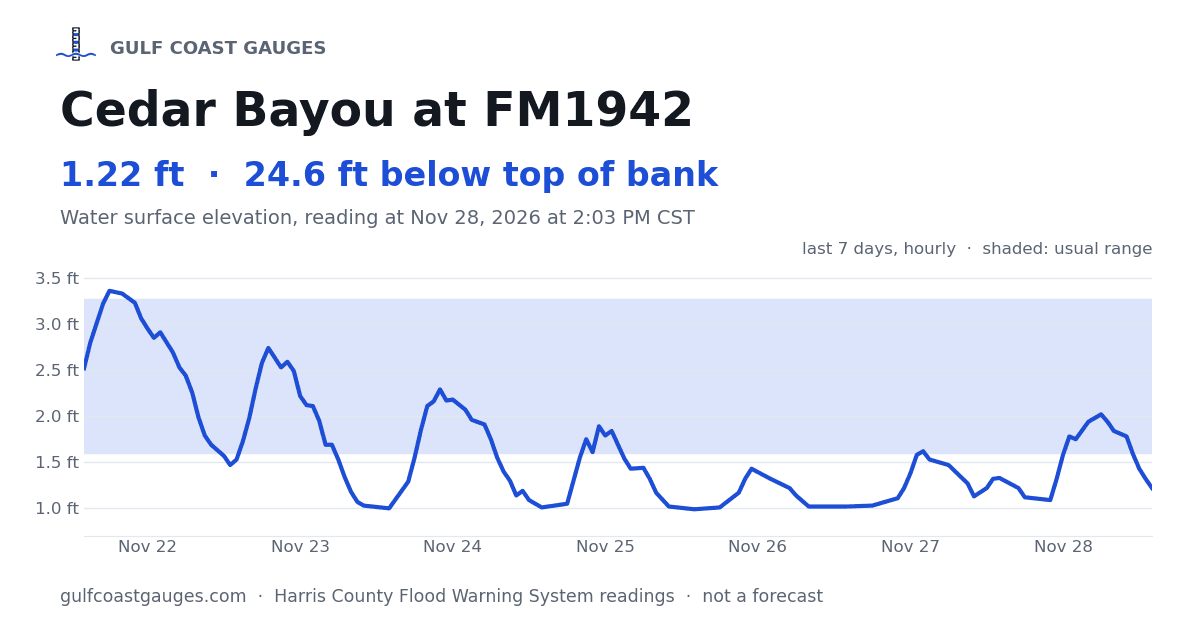 GULF COAST GAUGES
Cedar Bayou at FM1942
1.22 ft · 24.6 ft below top of bank
Water surface elevation, reading at Nov 28, 2026 at 2:03 PM CST
last 7 days, hourly · shaded: usual range
3.5 ft
3.0 ft
2.5 ft
2.0 ft
1.5 ft
1.0 ft
Nov 22 Nov 23 Nov 24 Nov 25 Nov 26 Nov 27 Nov 28
gulfcoastgauges.com · Harris County Flood Warning System readings · not a forecast